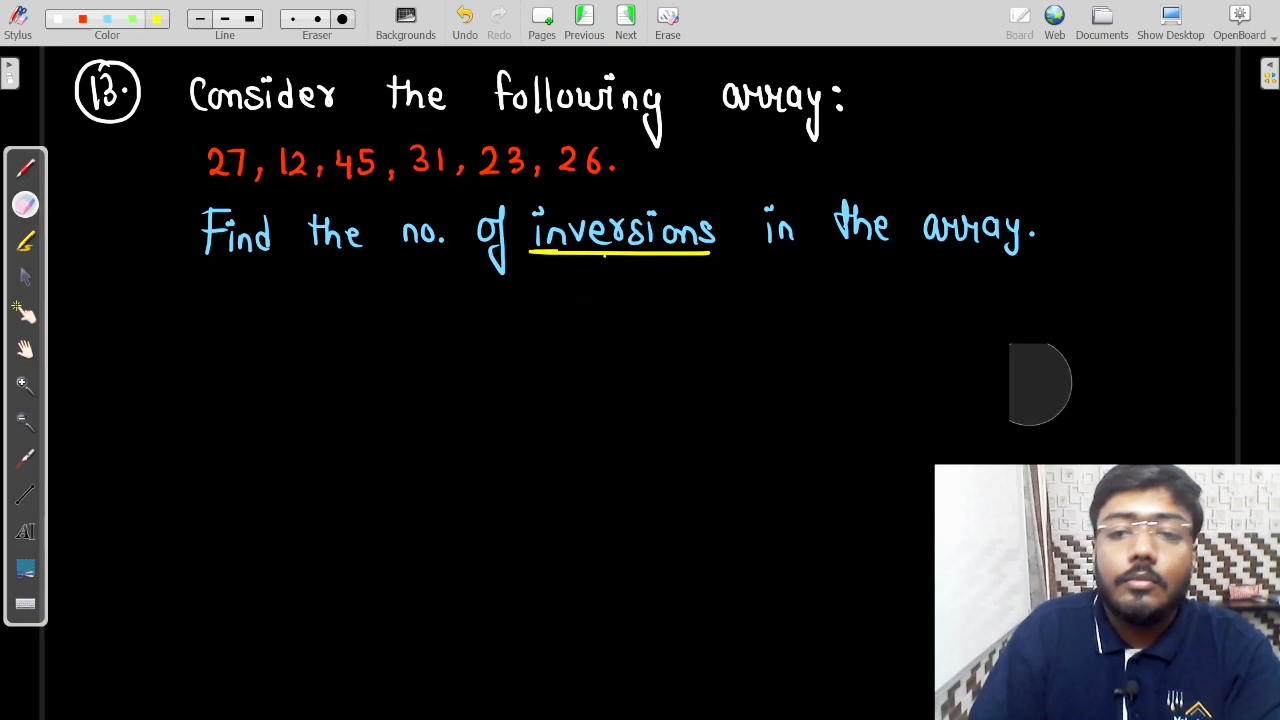 Color
Stylus
Line
Eraser
Backgrounds
Undo
Redo
Pages
Previous
Next
Erase
Board
Web
Documents
Show Desktop
OpenBoard
13. Consider the following array:
27, 12, 45, 31, 23, 26.
Find the no. of inversions in the array.
AI